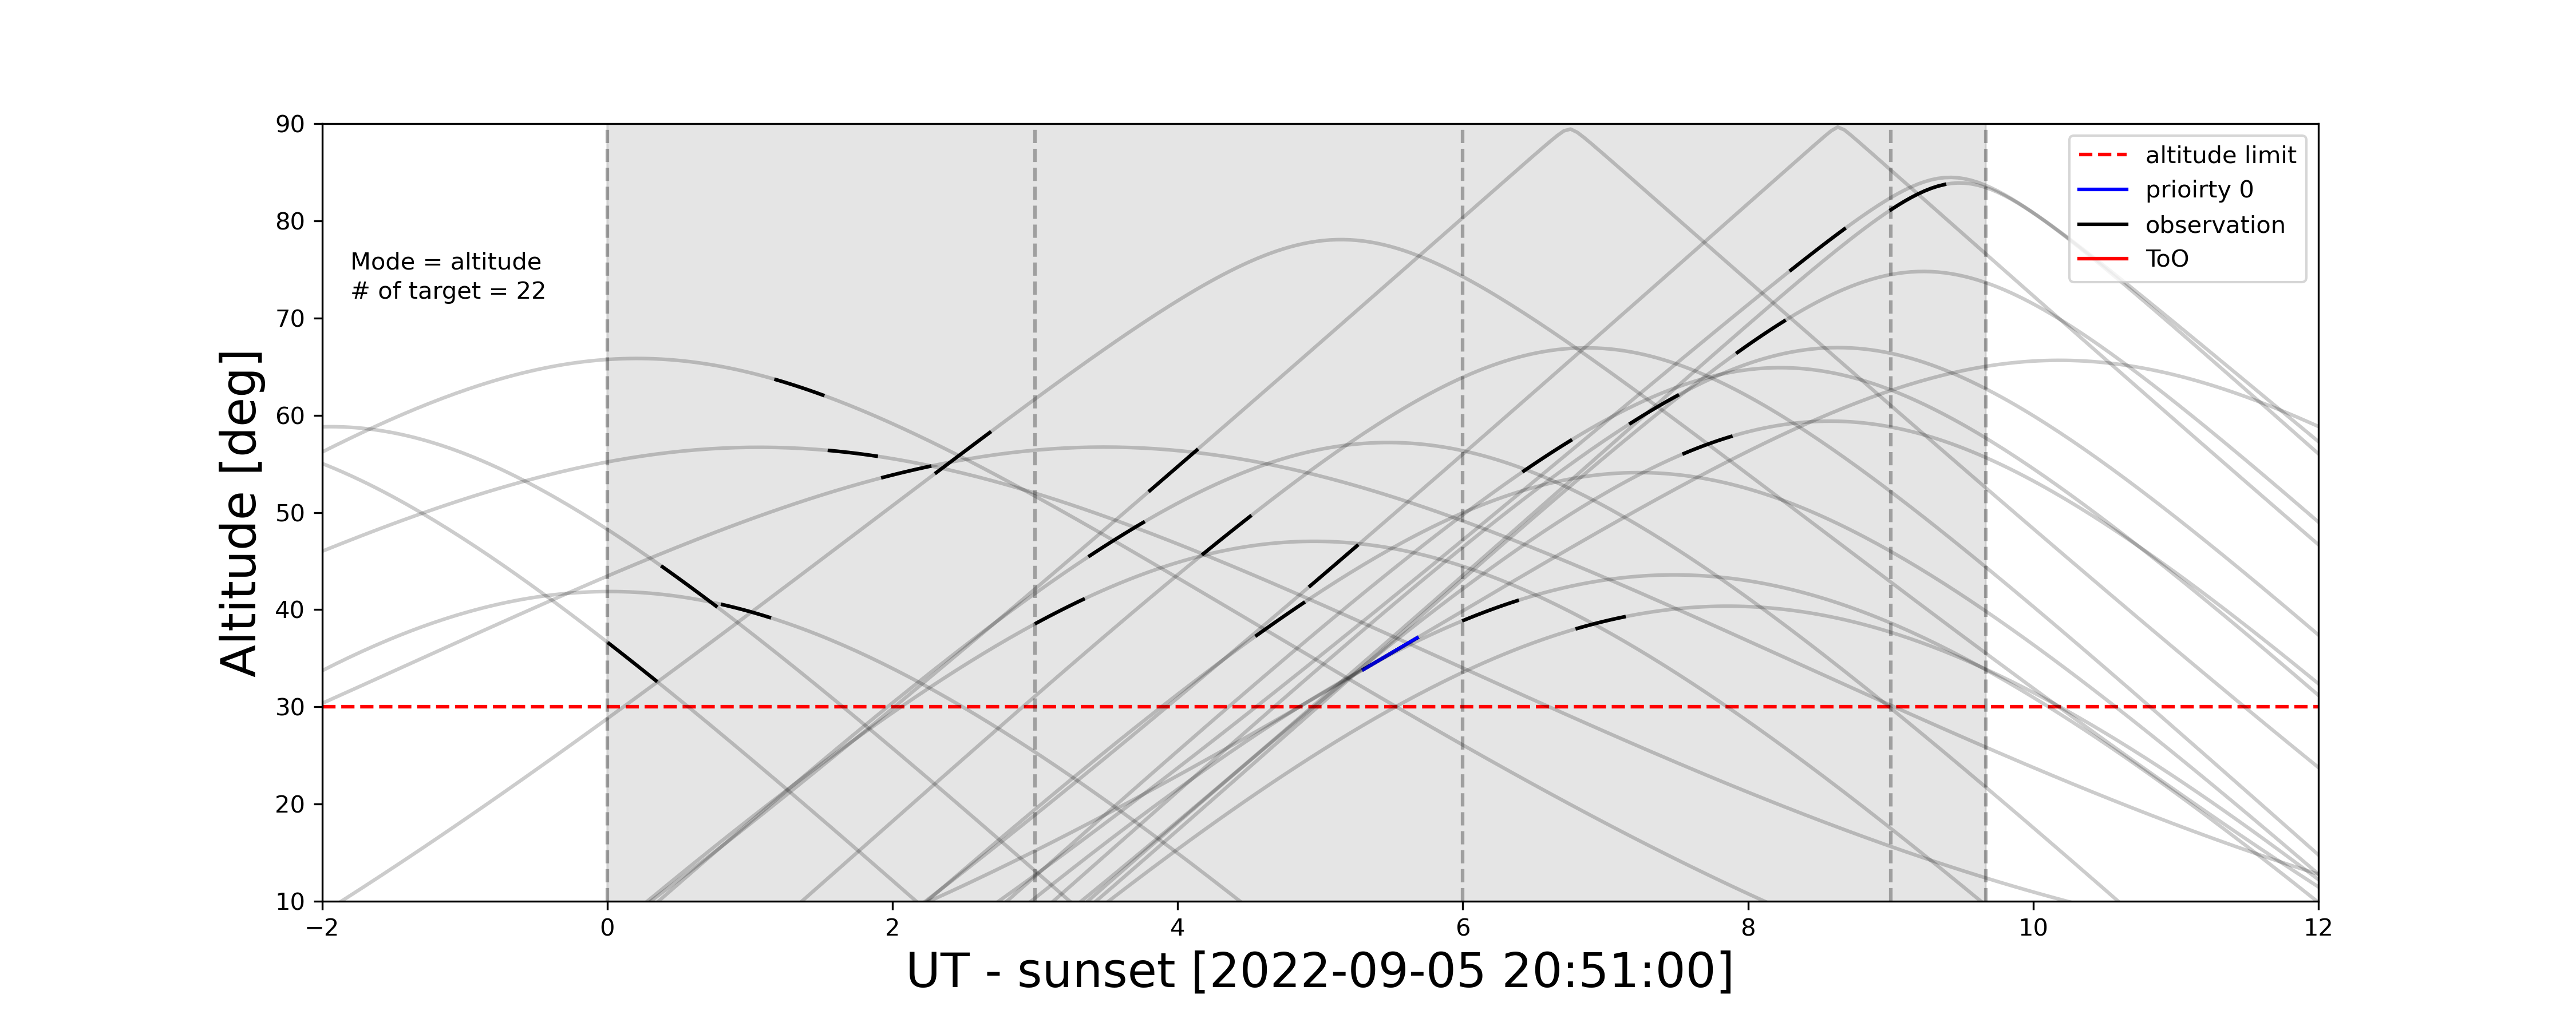 90
80
70
60
50
40
30
20
10
Altitude [deg]
Mode = altitude
# of target = 22
altitude limit
prioirty 0
observation
ToO
−2
0
2
4
6
8
10
12
UT - sunset [2022-09-05 20:51:00]